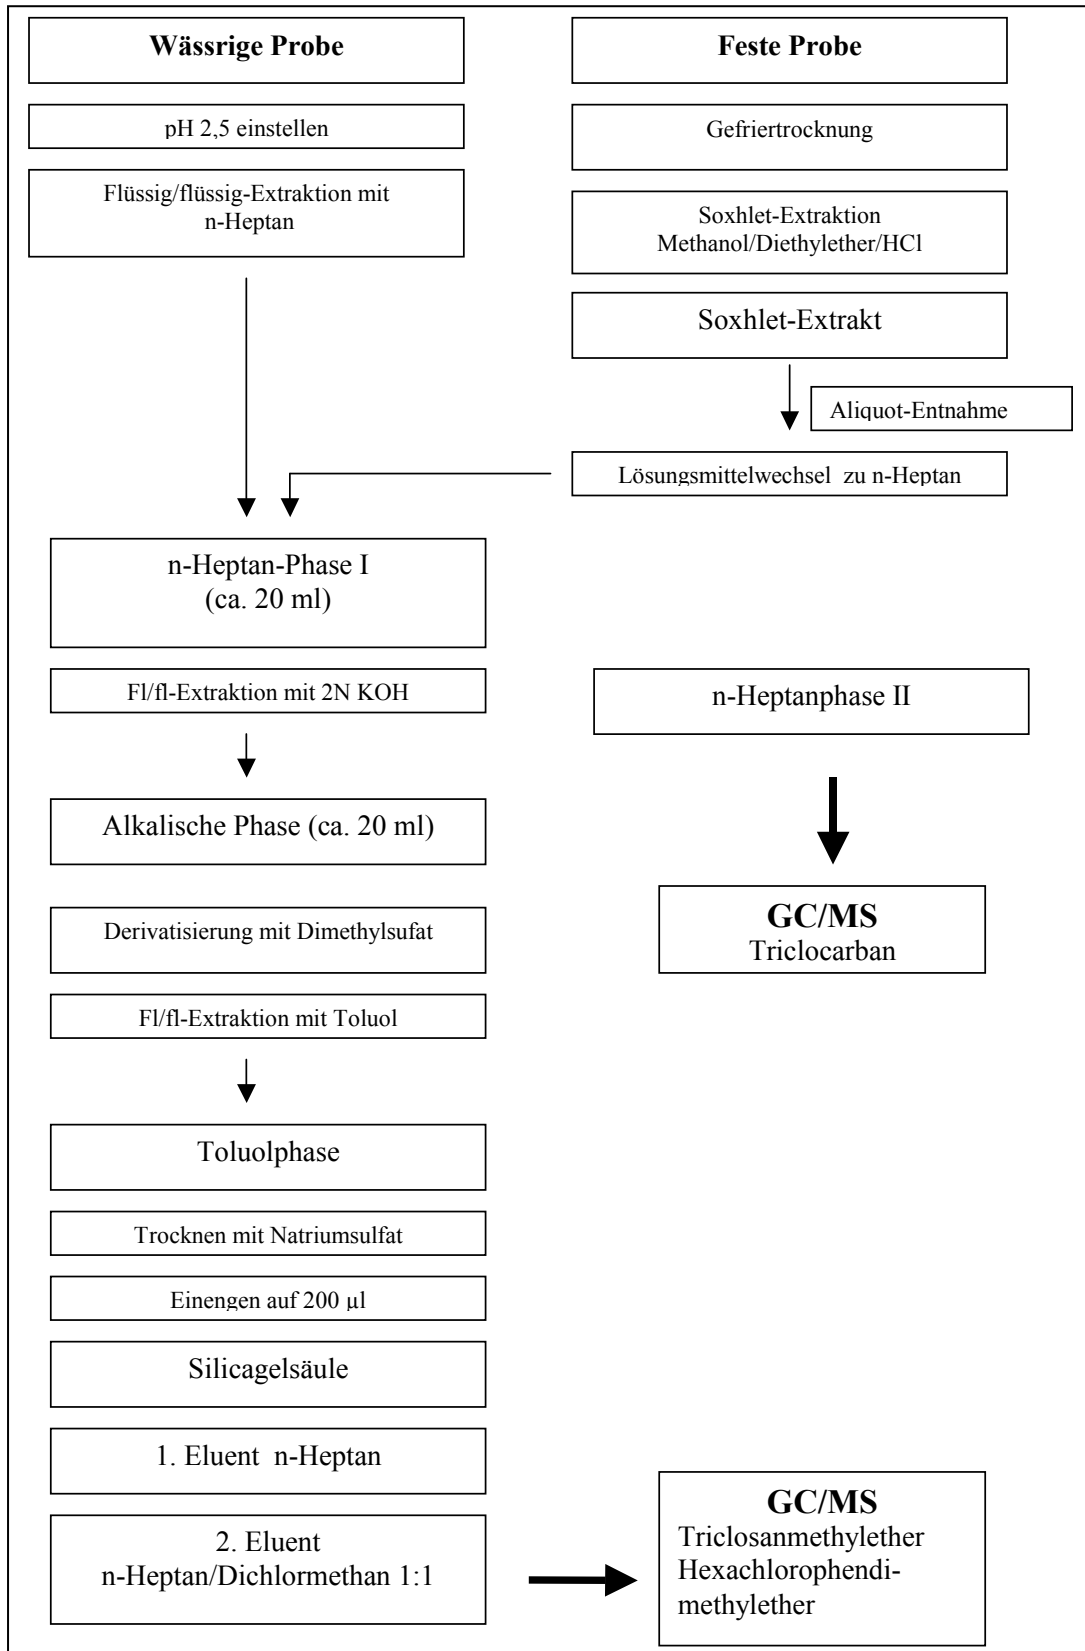 Wässrige Probe
Feste Probe
pH 2,5 einstellen
Gefriertrocknung
Flüssig/flüssig-Extraktion mit
n-Heptan
Soxhlet-Extraktion
Methanol/Diethylether/HCl
Soxhlet-Extrakt
Aliquot-Entnahme
Lösungsmittelwechsel zu n-Heptan
n-Heptan-Phase I
(ca. 20 ml)
Fl/fl-Extraktion mit 2N KOH
n-Heptanphase II
Alkalische Phase (ca. 20 ml)
GC/MS
Triclocarban
Derivatisierung mit Dimethylsufat
Fl/fl-Extraktion mit Toluol
Toluolphase
Trocknen mit Natriumsulfat
Einengen auf 200 µl
Silicagelsäule
1. Eluent n-Heptan
2. Eluent
n-Heptan/Dichlormethan 1:1
GC/MS
Triclosanmethylether
Hexachlorophendi-
methylether